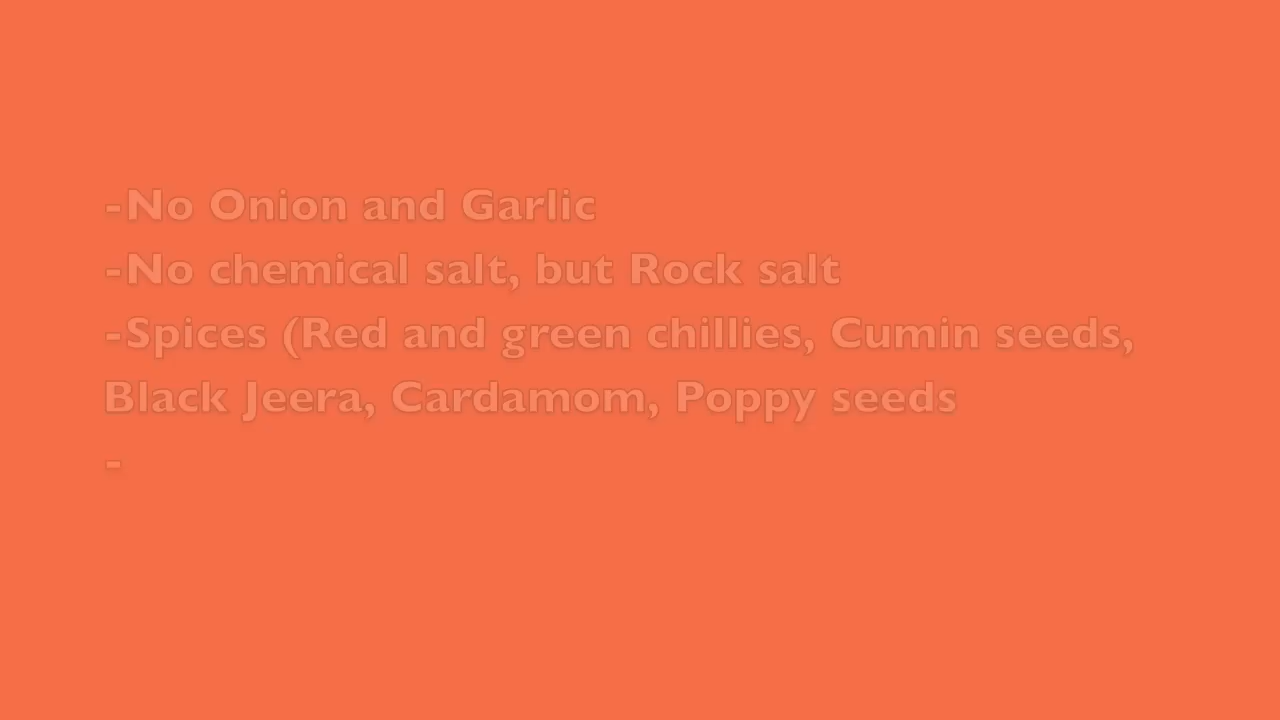 -No Onion and Garlic
-No chemical salt, but Rock salt
-Spices (Red and green chillies, Cumin seeds,
Black Jeera, Cardamom, Poppy seeds
-